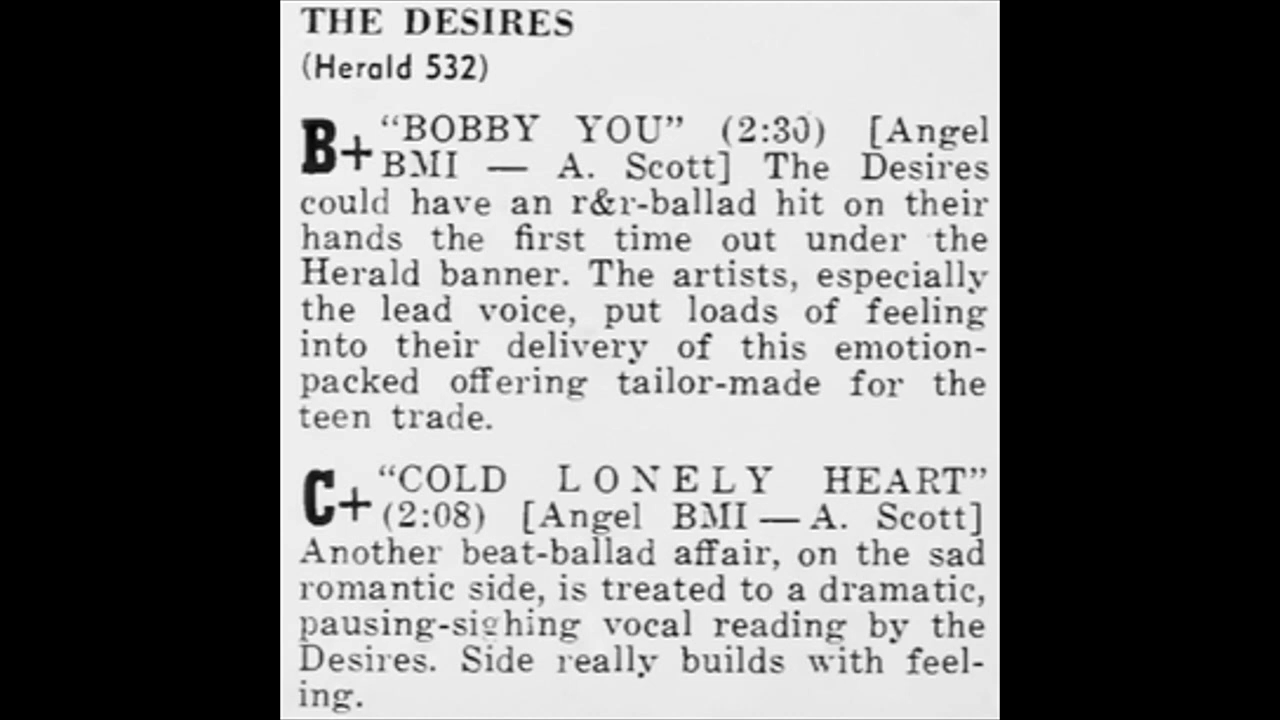 THE DESIRES
(Herald 532)
B+ “BOBBY YOU” (2:30) [Angel
BMI — A. Scott] The Desires
could have an r&r-ballad hit on their
hands the first time out under the
Herald banner. The artists, especially
the lead voice, put loads of feeling
into their delivery of this emotion-
packed offering tailor-made for the
teen trade.
C+ “COLD LONELY HEART”
(2:08) [Angel BMI — A. Scott]
Another beat-ballad affair, on the sad
romantic side, is treated to a dramatic,
pausing-sighing vocal reading by the
Desires. Side really builds with feel-
ing.